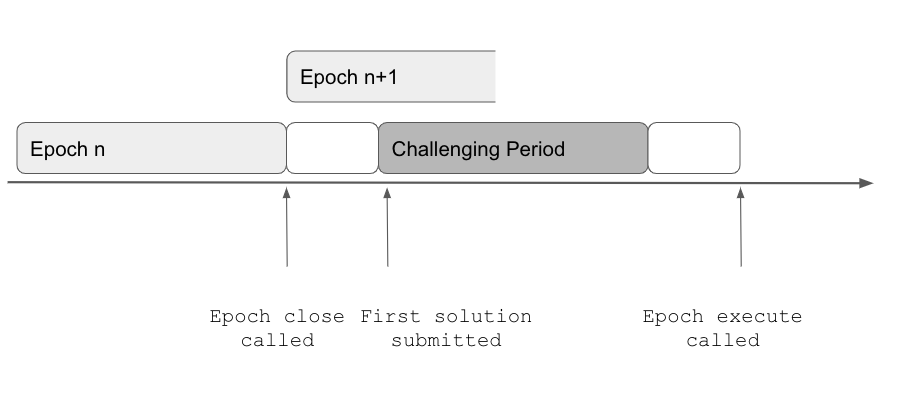 Epoch n+1
Epoch n
Challenging Period
Epoch close
called
First solution
submitted
Epoch execute
called